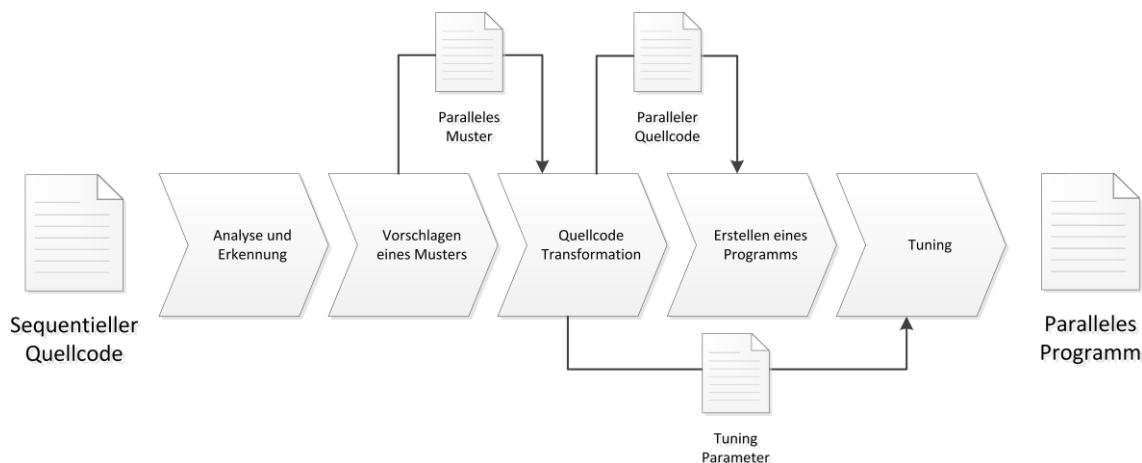 Paralleles
Muster
Paralleler
Quellcode
Sequentieller
Quellcode
Analyse und
Erkennung
Vorschlagen
eines Musters
Quellcode
Transformation
Erstellen eines
Programms
Tuning
Paralleles
Programm
Tuning
Parameter